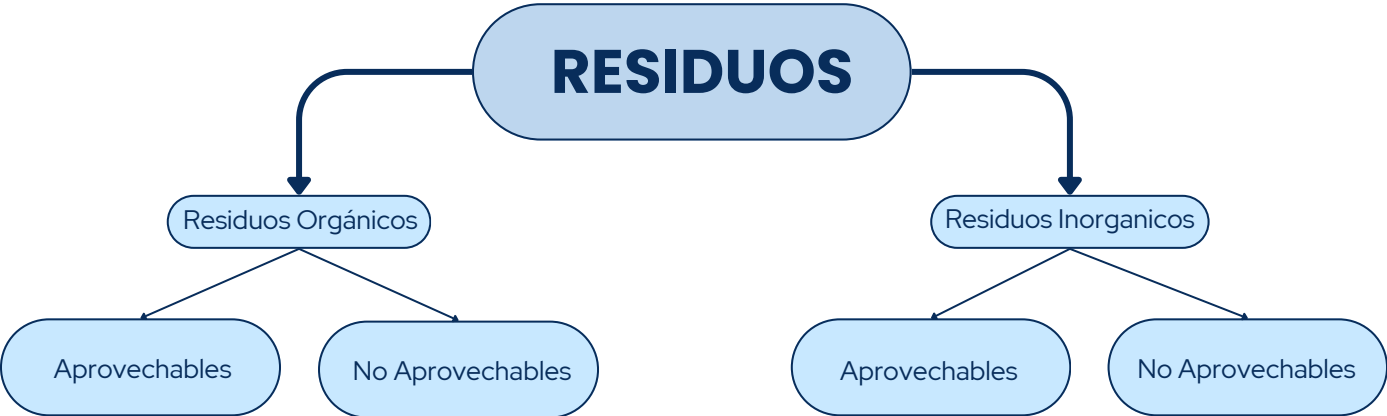 RESIDUOS
Residuos Orgánicos
Residuos Inorganicos
Aprovechables
No Aprovechables
Aprovechables
No Aprovechables